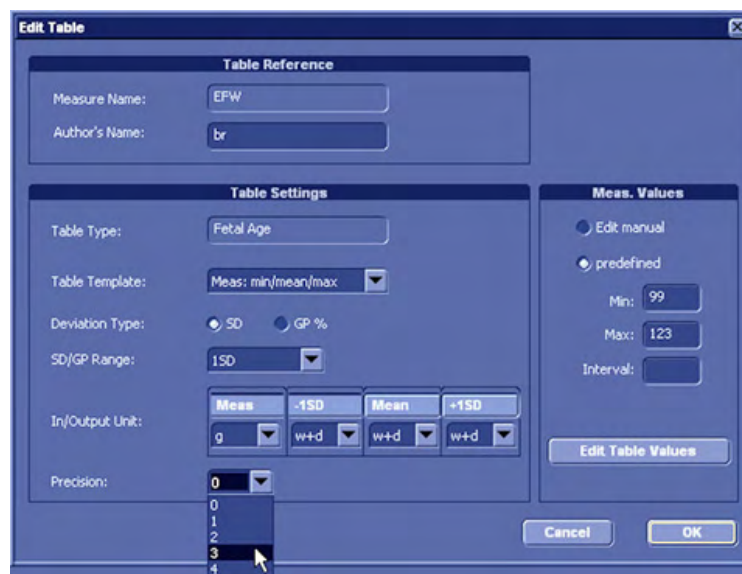 Edit Table
Table Reference
Measure Name: EFW
Author's Name: br
Table Settings
Table Type: Fetal Age
Table Template: Meas: min/mean/max
Deviation Type: SD GP %
SD/GP Range: 1SD
Meas -1SD Mean +1SD
In/Output Unit: g w+d w+d w+d
Precision: 0
0
1
2
3
4
Meas. Values
Edit manual
predefined
Min: 99
Max: 123
Interval:
Edit Table Values
Cancel OK